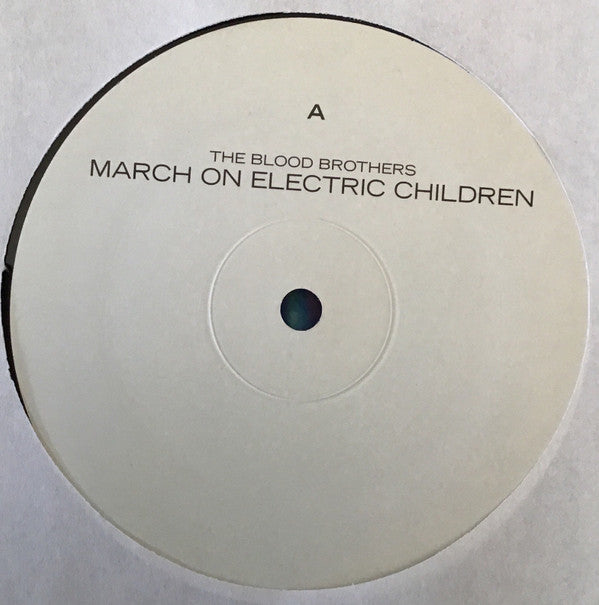 A
THE BLOOD BROTHERS
MARCH ON ELECTRIC CHILDREN